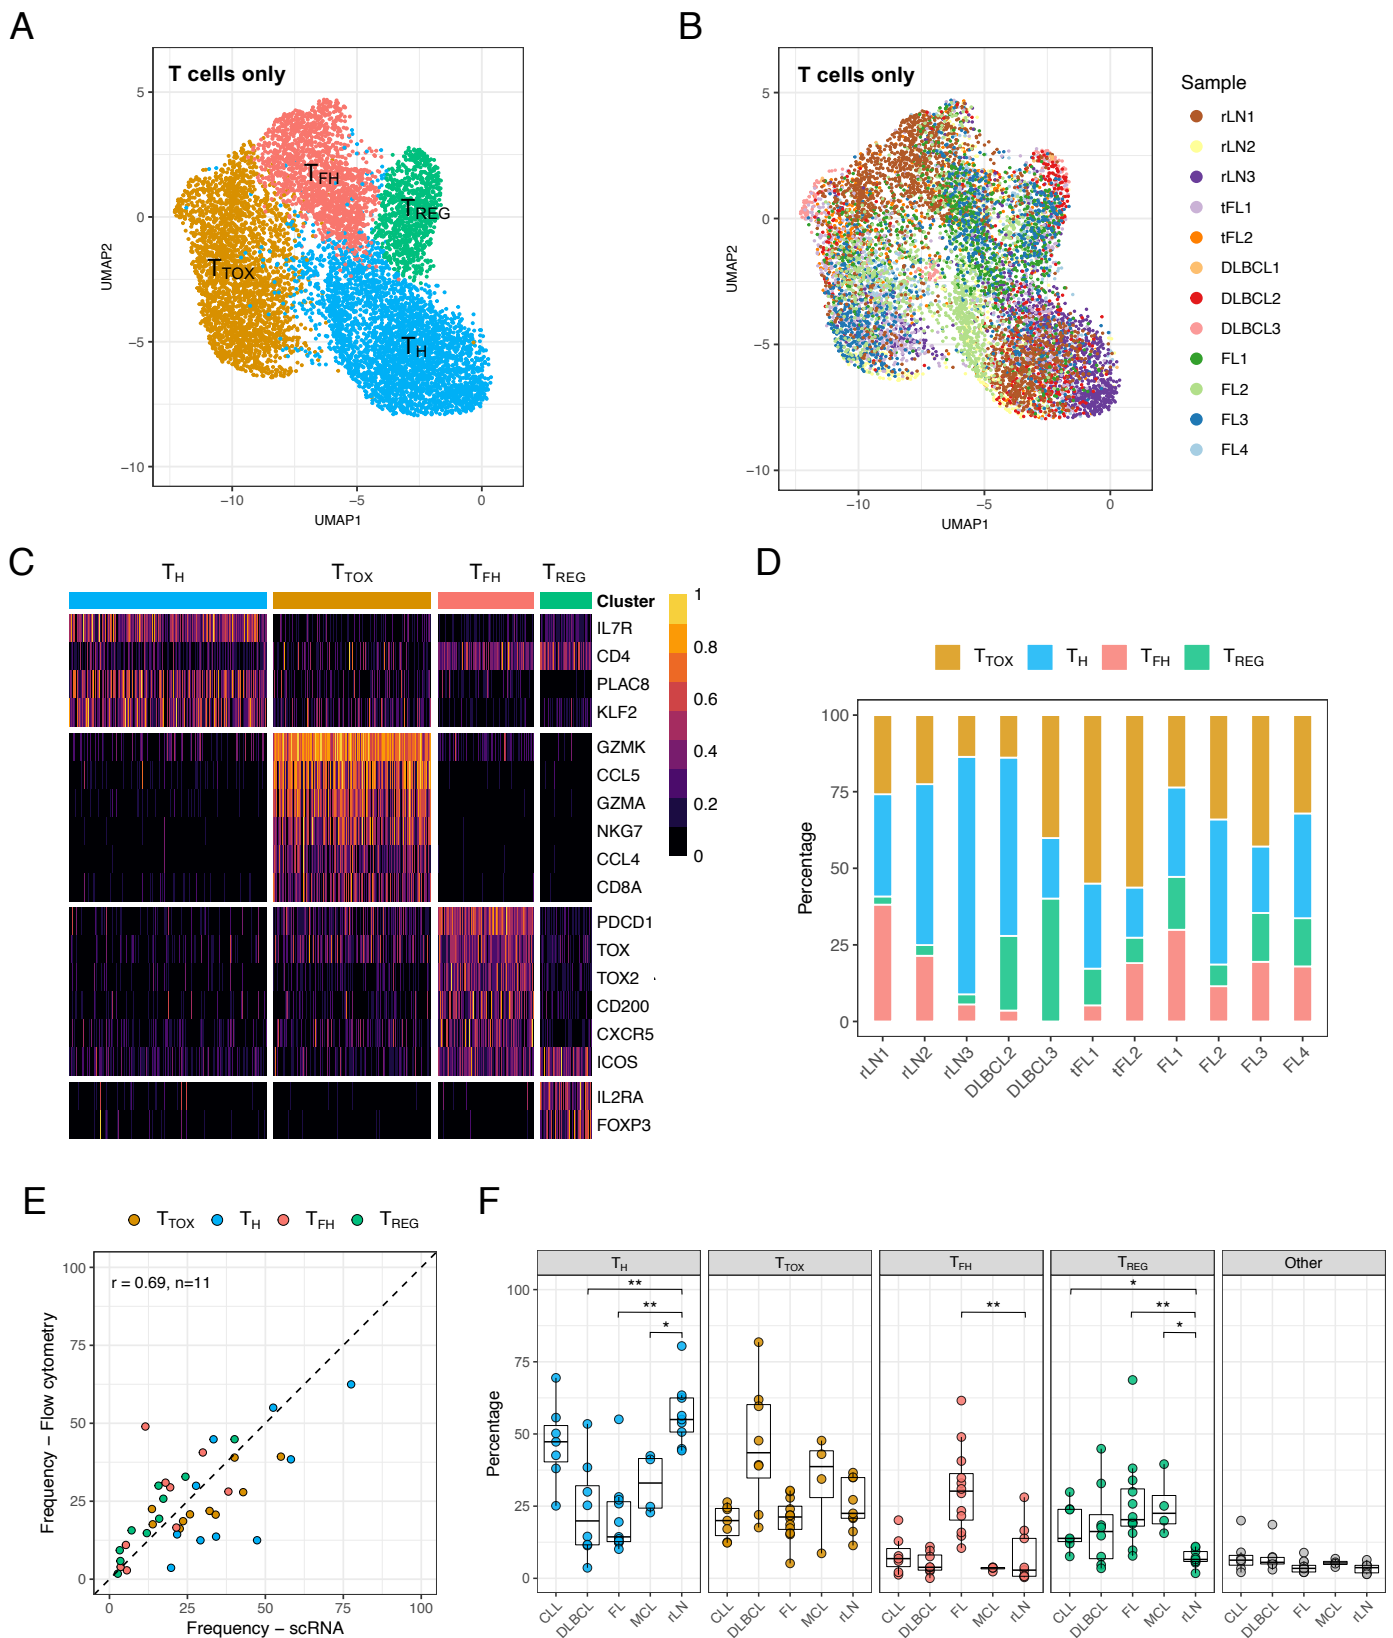 A
T cells only
5
0
−5
−10
UMAP2
−10
−5
0
UMAP1
TFH
TREG
TTOX
TH
B
T cells only
5
0
−5
−10
UMAP2
−10
−5
0
UMAP1
Sample
rLN1
rLN2
rLN3
tFL1
tFL2
DLBCL1
DLBCL2
DLBCL3
FL1
FL2
FL3
FL4
C
TH TTOX TFH TREG
Cluster
IL7R
CD4
PLAC8
KLF2
GZMK
CCL5
GZMA
NKG7
CCL4
CD8A
PDCD1
TOX
TOX2
CD200
CXCR5
ICOS
IL2RA
FOXP3
1
0.8
0.6
0.4
0.2
0
D
TTOX TH TFH TREG
100
75
50
25
0
Percentage
rLN1 rLN2 rLN3 DLBCL2 DLBCL3 tFL1 tFL2 FL1 FL2 FL3 FL4
E
TTOX TH TFH TREG
r = 0.69, n=11
100
75
50
25
0
Frequency − Flow cytometry
0 25 50 75 100
Frequency − scRNA
F
TH TTOX TFH TREG Other
100
75
50
25
0
Percentage
** ** *
**
* ** *
CLL DLBCL FL MCL rLN
CLL DLBCL FL MCL rLN
CLL DLBCL FL MCL rLN
CLL DLBCL FL MCL rLN
CLL DLBCL FL MCL rLN